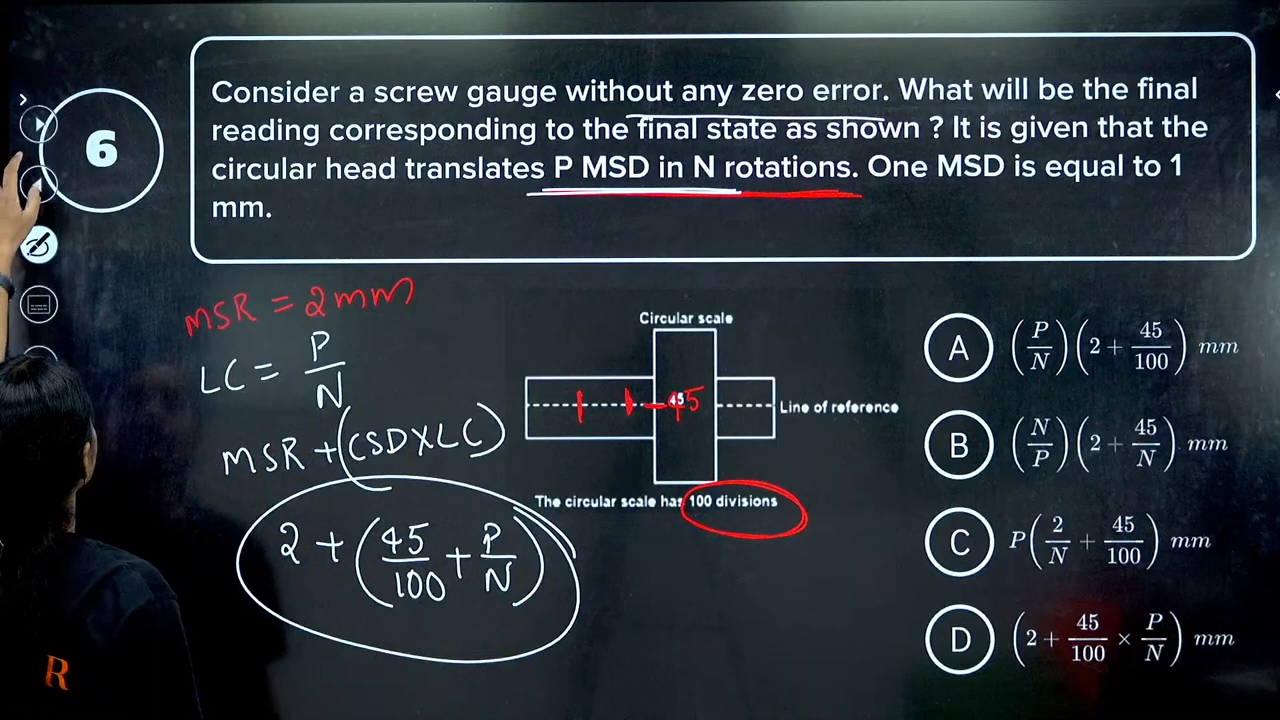 6
Consider a screw gauge without any zero error. What will be the final
reading corresponding to the final state as shown ? It is given that the
circular head translates P MSD in N rotations. One MSD is equal to 1
mm.
MSR = 2mm
LC = P/N
MSR + (CSD X LC)
2 + (45/100 + P/N)
Circular scale
45
45
Line of reference
The circular scale has 100 divisions
A (P/N)(2 + 45/100) mm
B (N/P)(2 + 45/N) mm
C P(2/N + 45/100) mm
D (2 + 45/100 × P/N) mm
R